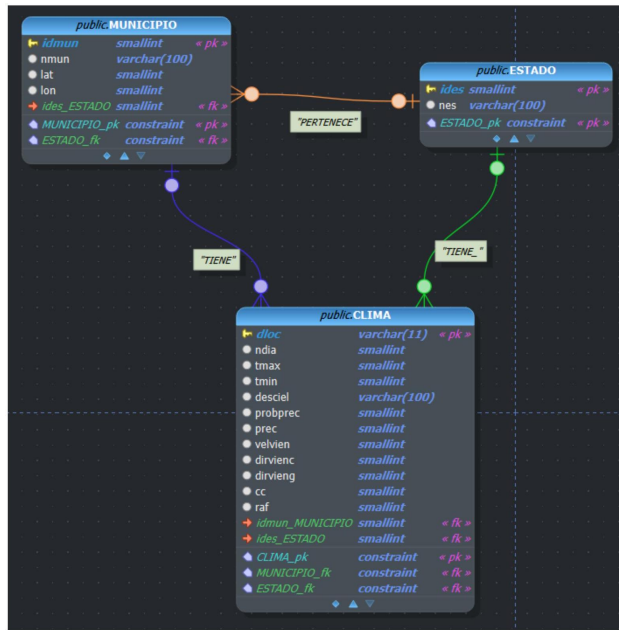 public.MUNICIPIO
idmun smallint « pk »
nmun varchar(100)
lat smallint
lon smallint
ides_ESTADO smallint « fk »
MUNICIPIO_pk constraint « pk »
ESTADO_fk constraint « fk »
public.ESTADO
ides smallint « pk »
nes varchar(100)
ESTADO_pk constraint « pk »
"PERTENECE"
"TIENE"
"TIENE_"
public.CLIMA
dloc varchar(11) « pk »
ndia smallint
tmax smallint
tmin smallint
desciel varchar(100)
probprec smallint
prec smallint
velvien smallint
dirvienc smallint
dirvieng smallint
cc smallint
raf smallint
idmun_MUNICIPIO smallint « fk »
ides_ESTADO smallint « fk »
CLIMA_pk constraint « pk »
MUNICIPIO_fk constraint « fk »
ESTADO_fk constraint « fk »